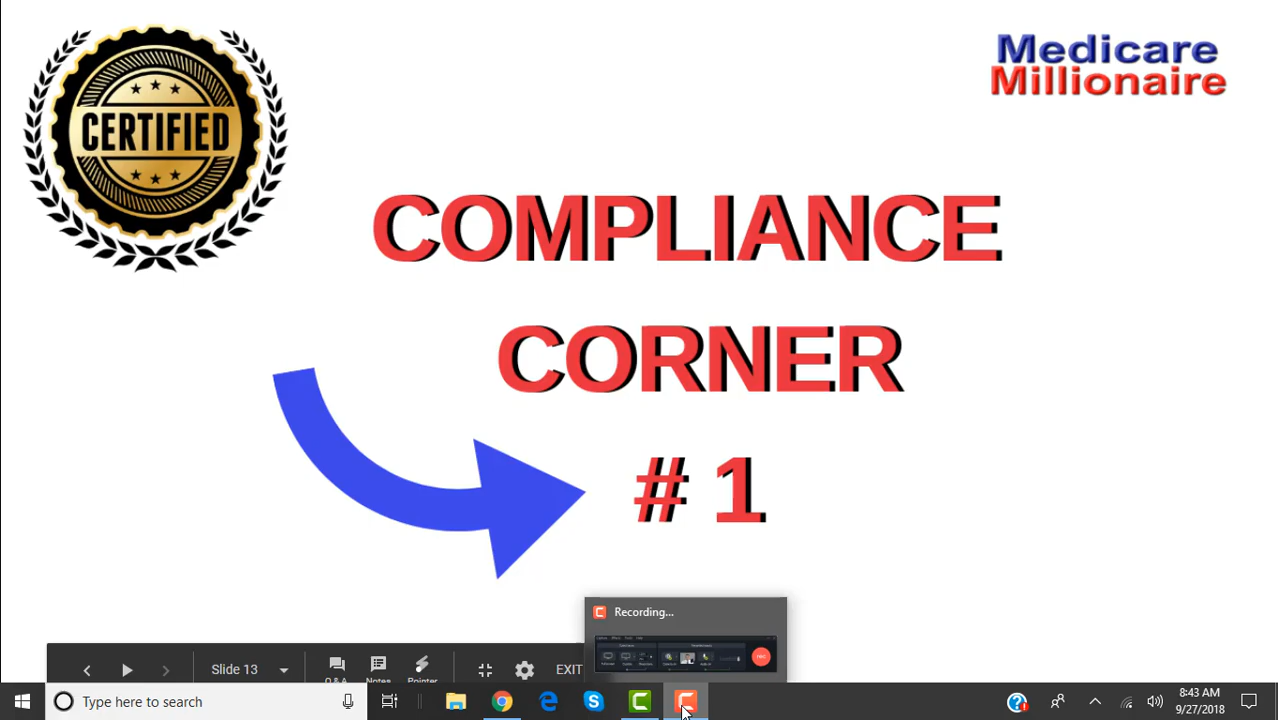 CERTIFIED
Medicare
Millionaire
COMPLIANCE
CORNER
# 1
Recording...
Slide 13
Q & A
Notes
Pointer
EXIT
Type here to search
8:43 AM
9/27/2018